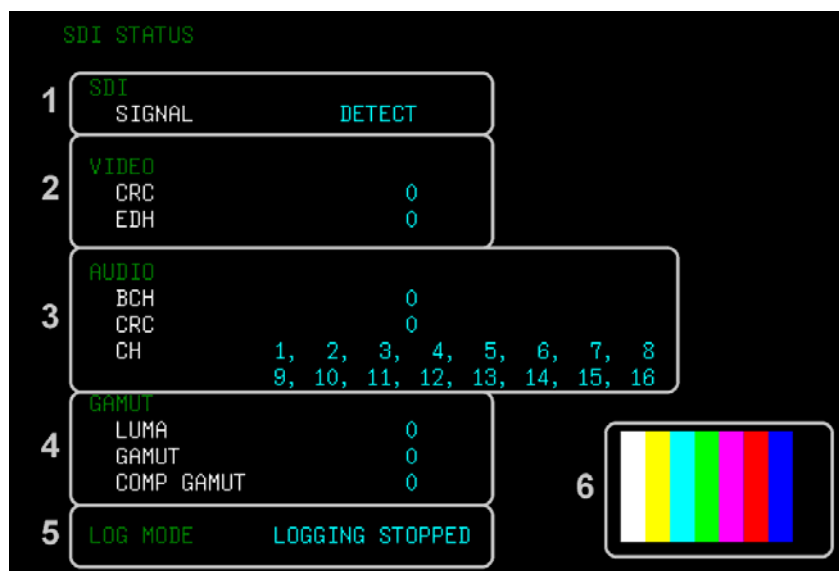 SDI STATUS
1
SDI
SIGNAL DETECT
2
VIDEO
CRC 0
EDH 0
3
AUDIO
BCH 0
CRC 0
CH 1, 2, 3, 4, 5, 6, 7, 8
9, 10, 11, 12, 13, 14, 15, 16
4
GAMUT
LUMA 0
GAMUT 0
COMP GAMUT 0
5
LOG MODE LOGGING STOPPED
6